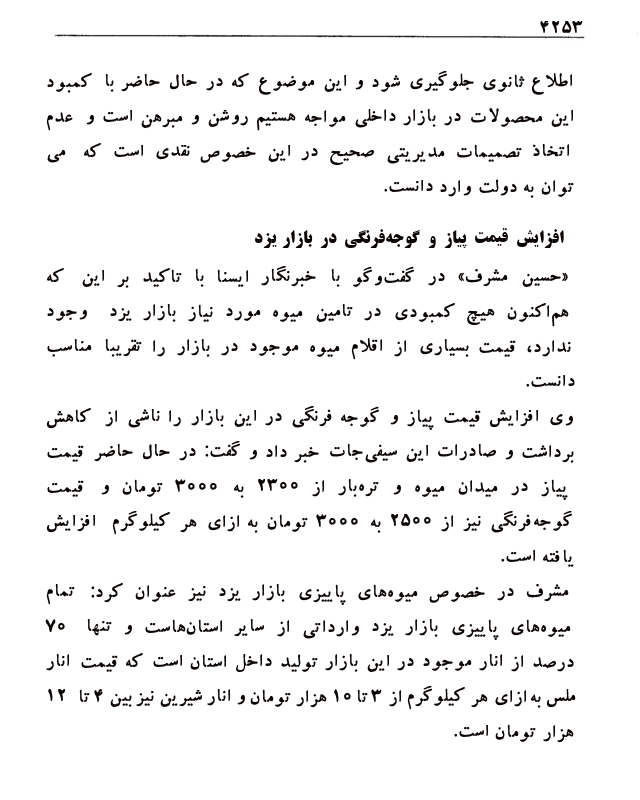 ۴۲۵۳
اطلاع ثانوی جلوگیری شود و این موضوع که در حال حاضر با کمبود
این محصولات در بازار داخلی مواجه هستیم روشن و مبرهن است و عدم
اتخاذ تصمیمات مدیریتی صحیح در این خصوص نقدی است که می
توان به دولت وارد دانست.
افزایش قیمت پیاز و گوجه‌فرنگی در بازار یزد
«حسین مشرف» در گفت‌وگو با خبرنگار ایسنا با تاکید بر این که
هم‌اکنون هیچ کمبودی در تامین میوه مورد نیاز بازار یزد وجود
ندارد، قیمت بسیاری از اقلام میوه موجود در بازار را تقریبا مناسب
دانست.
وی افزایش قیمت پیاز و گوجه فرنگی در این بازار را ناشی از کاهش
برداشت و صادرات این سیفی‌جات خبر داد و گفت: در حال حاضر قیمت
پیاز در میدان میوه و تره‌بار از ۲۳۰۰ به ۳۰۰۰ تومان و قیمت
گوجه‌فرنگی نیز از ۲۵۰۰ به ۳۰۰۰ تومان به ازای هر کیلوگرم افزایش
یافته است.
مشرف در خصوص میوه‌های پاییزی بازار یزد نیز عنوان کرد: تمام
میوه‌های پاییزی بازار یزد وارداتی از سایر استان‌هاست و تنها ۷۰
درصد از انار موجود در این بازار تولید داخل استان است که قیمت انار
ملس به‌ازای هر کیلوگرم از ۳ تا ۱۰ هزار تومان و انار شیرین نیز بین ۴ تا ۱۲
هزار تومان است.